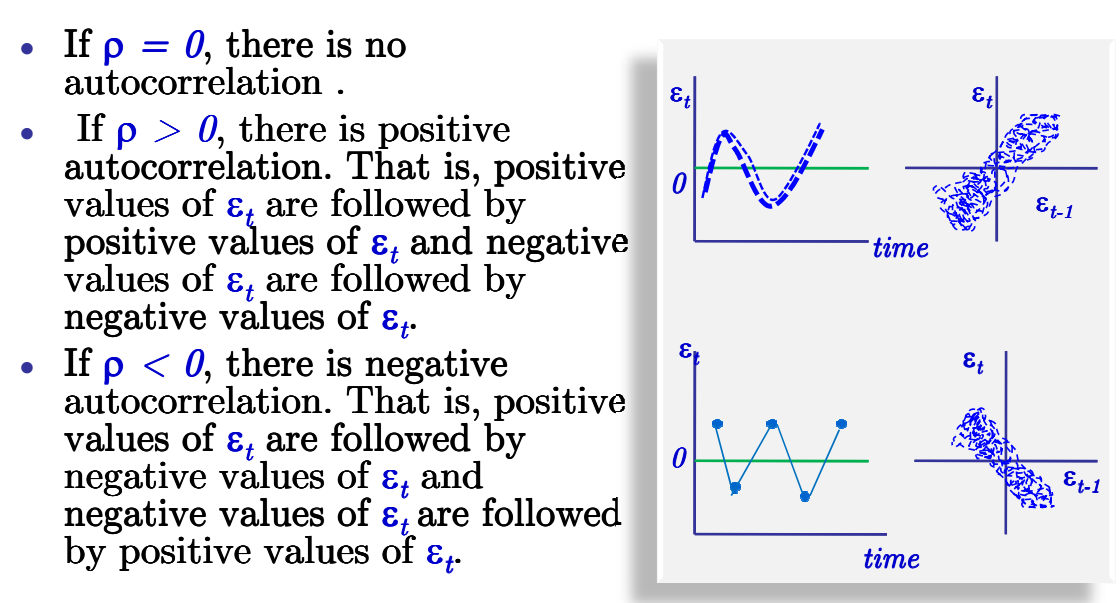 • If ρ = 0, there is no
autocorrelation .
• If ρ > 0, there is positive
autocorrelation. That is, positive
values of εt are followed by
positive values of εt and negative
values of εt are followed by
negative values of εt.
• If ρ < 0, there is negative
autocorrelation. That is, positive
values of εt are followed by
negative values of εt and
negative values of εt are followed
by positive values of εt.
εt
0
time
εt
εt-1
εt
0
time
εt
εt-1